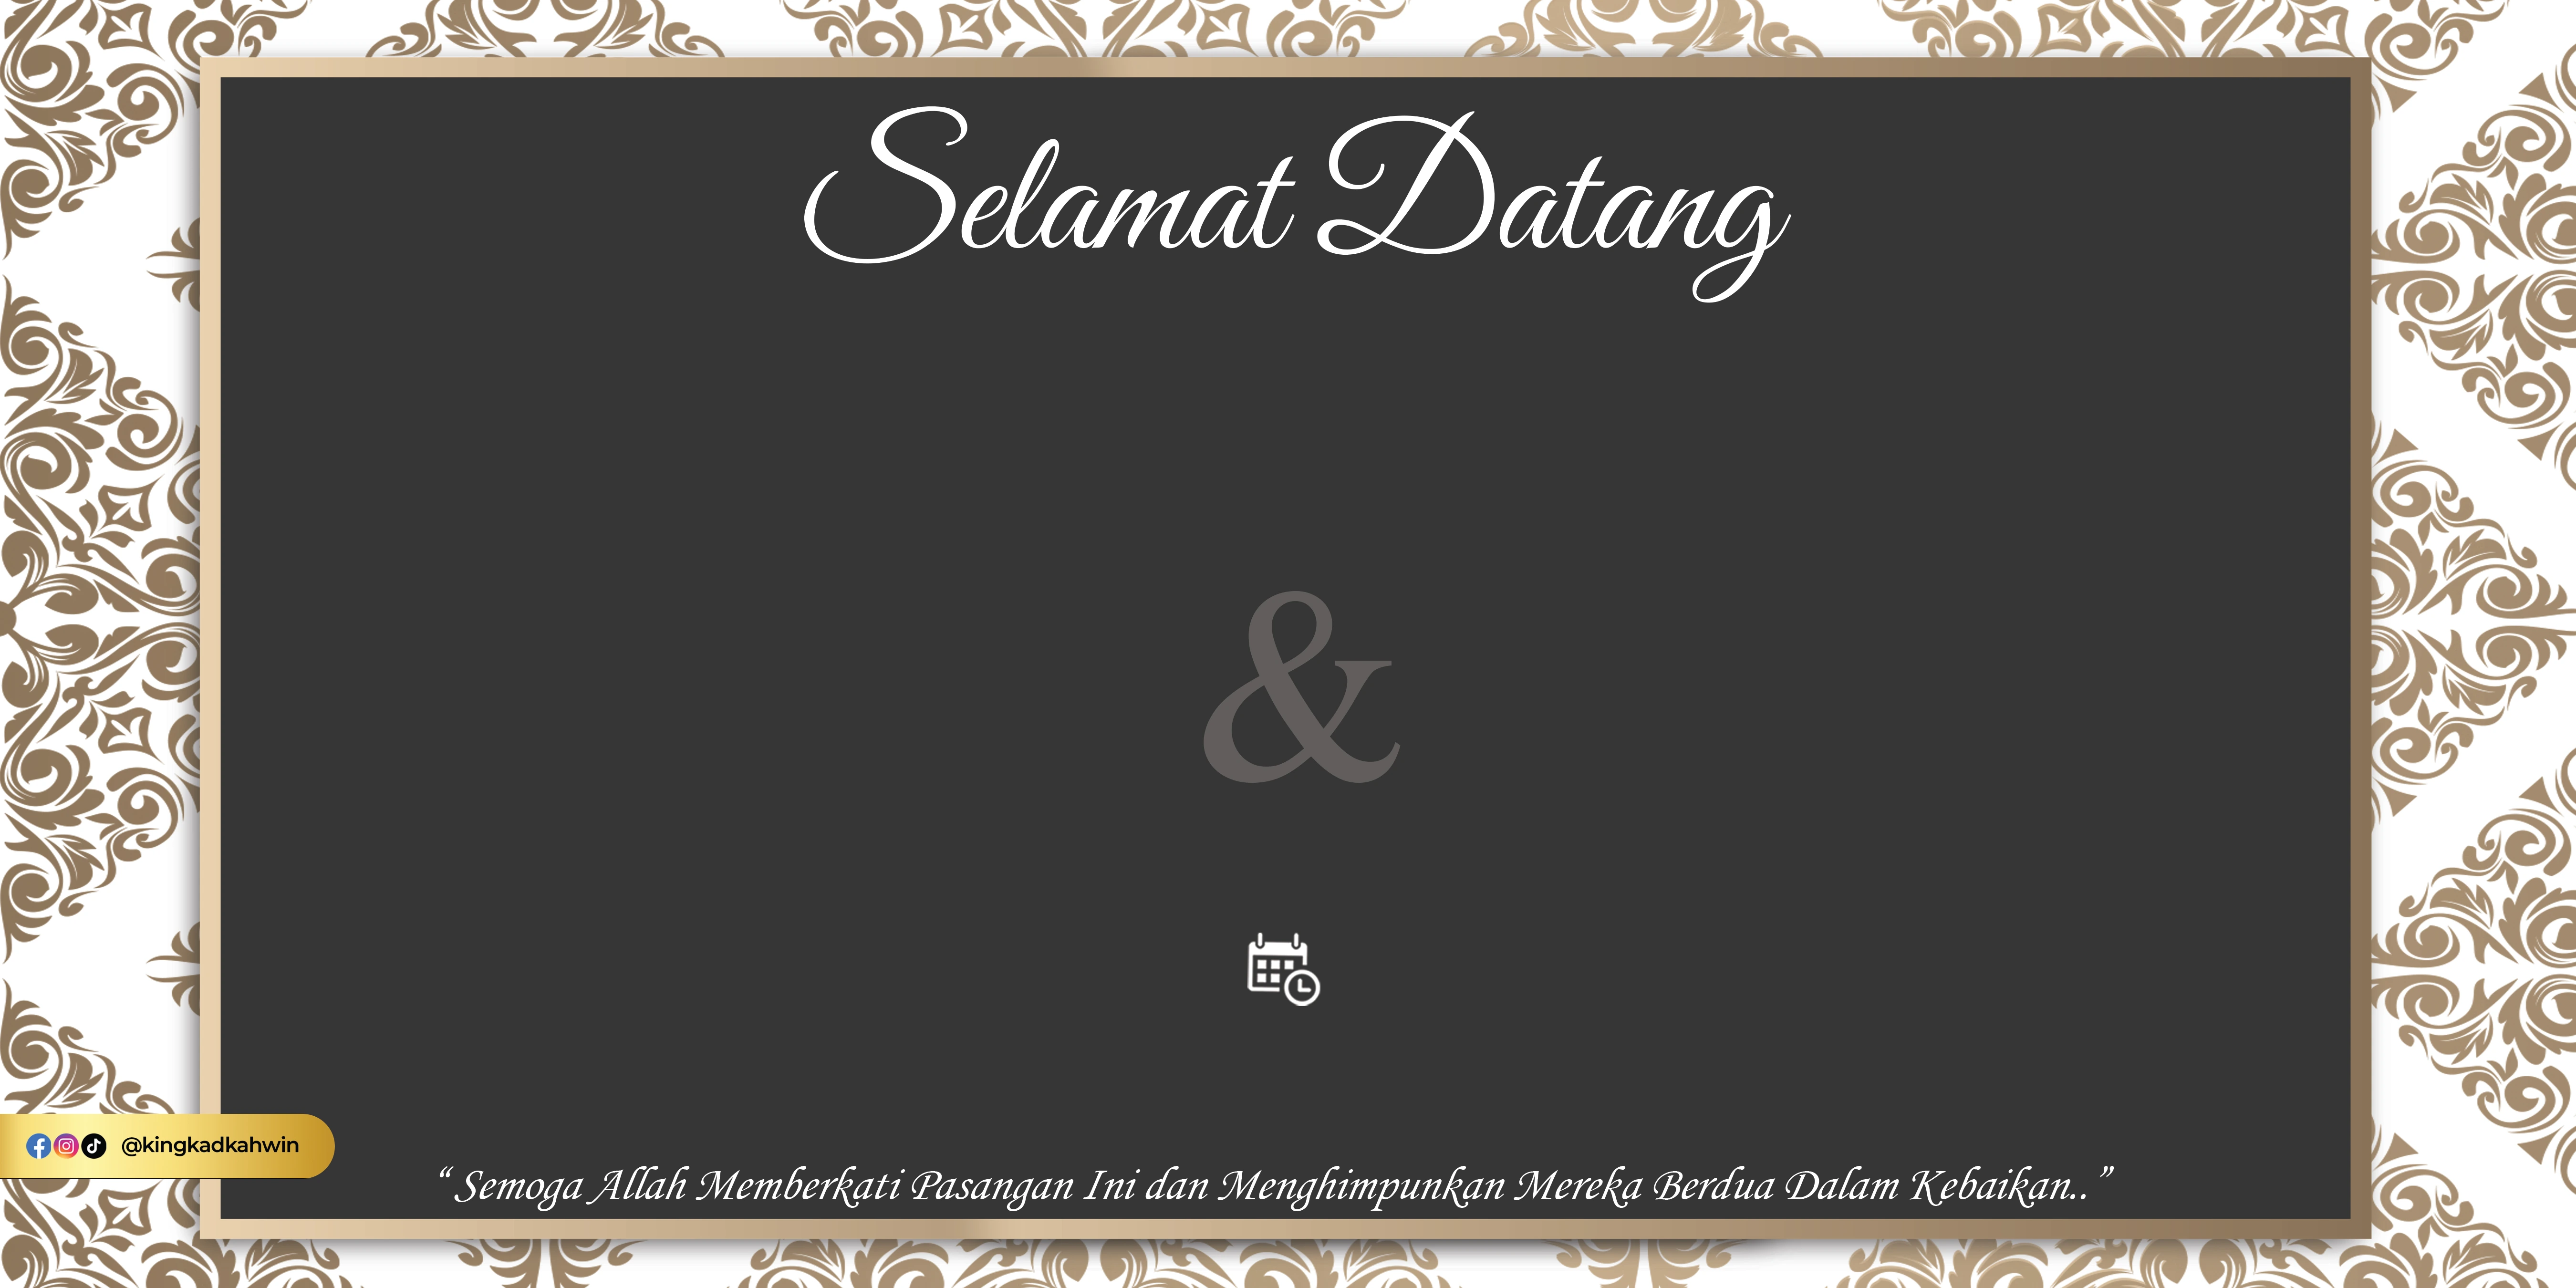 Selamat Datang
&
@kingkadkahwin
“ Semoga Allah Memberkati Pasangan Ini dan Menghimpunkan Mereka Berdua Dalam Kebaikan.. ”